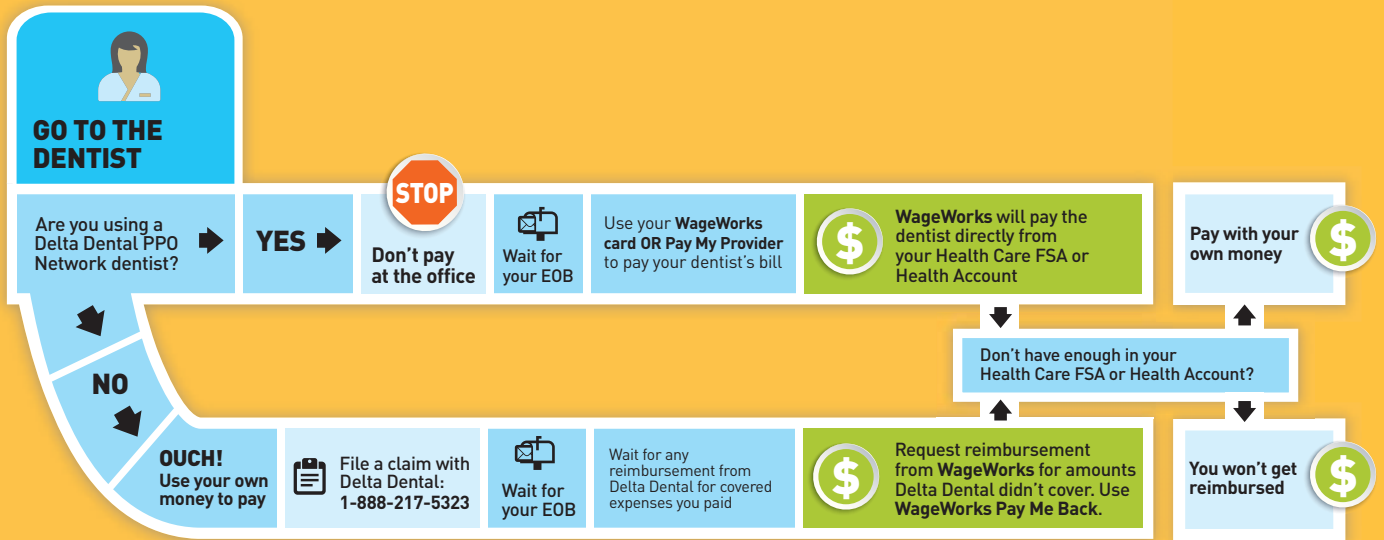 GO TO THE
DENTIST
Are you using a
Delta Dental PPO
Network dentist?
YES
STOP
Don't pay
at the office
Wait for
your EOB
Use your WageWorks
card OR Pay My Provider
to pay your dentist's bill
$
WageWorks will pay the
dentist directly from
your Health Care FSA or
Health Account
Pay with your
own money
$
Don't have enough in your
Health Care FSA or Health Account?
NO
OUCH!
Use your own
money to pay
File a claim with
Delta Dental:
1-888-217-5323
Wait for
your EOB
Wait for any
reimbursement from
Delta Dental for covered
expenses you paid
$
Request reimbursement
from WageWorks for amounts
Delta Dental didn't cover. Use
WageWorks Pay Me Back.
You won't get
reimbursed
$